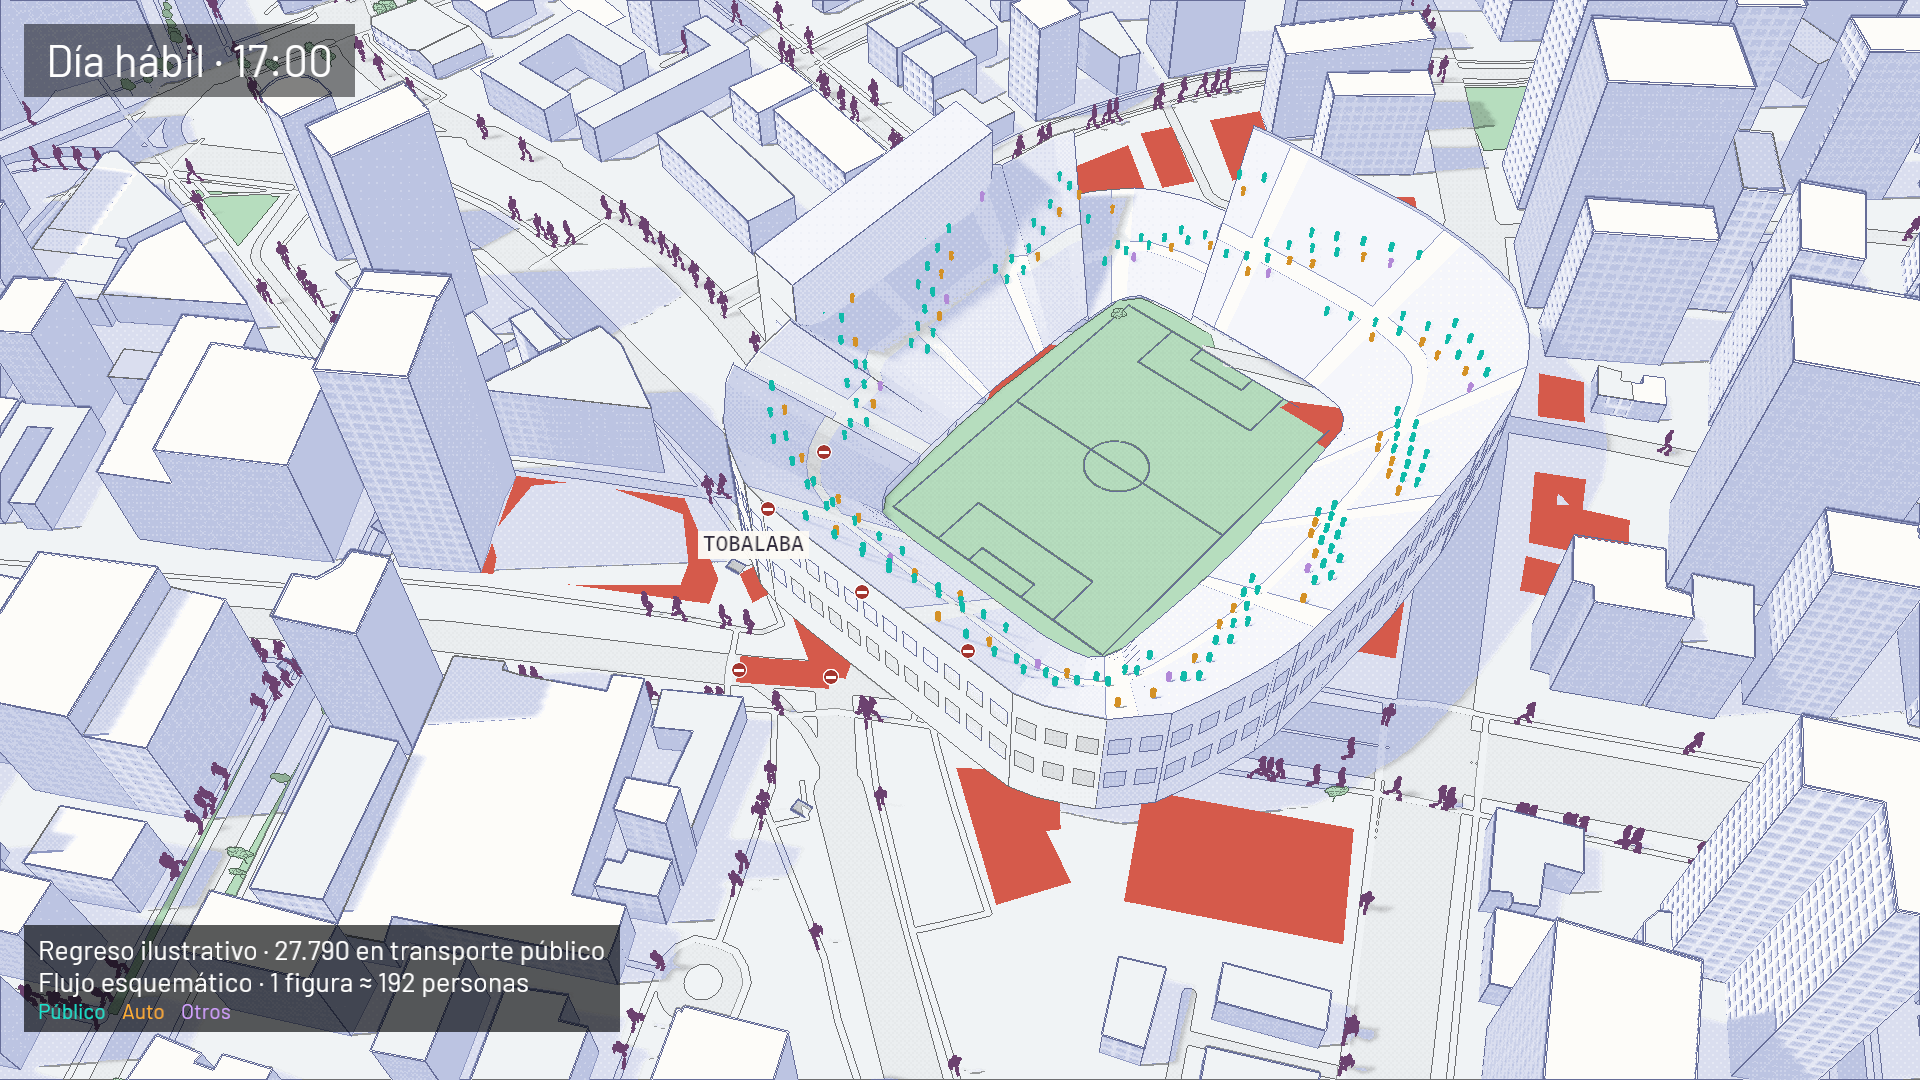 Día hábil · 17:00
TOBALABA
Regreso ilustrativo · 27.790 en transporte público
Flujo esquemático · 1 figura ≈ 192 personas
Público Auto Otros